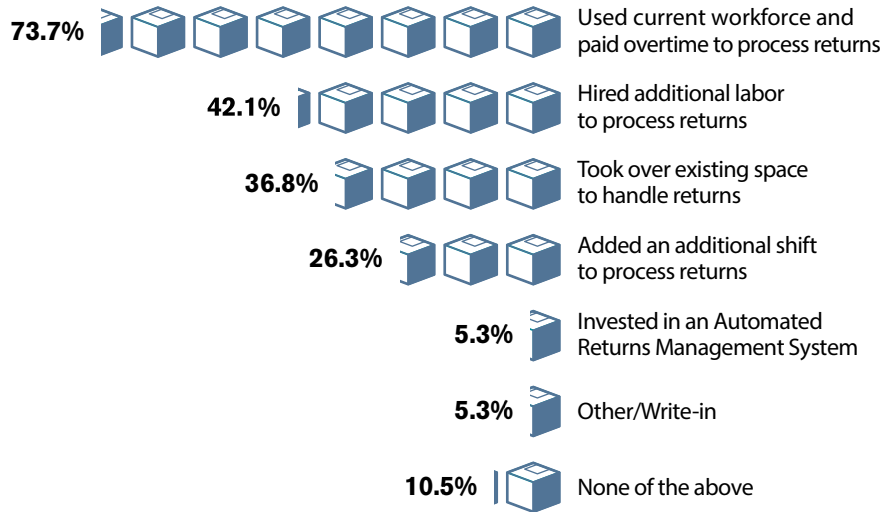 73.7%
Used current workforce and
paid overtime to process returns
42.1%
Hired additional labor
to process returns
36.8%
Took over existing space
to handle returns
26.3%
Added an additional shift
to process returns
5.3%
Invested in an Automated
Returns Management System
5.3%
Other/Write-in
10.5%
None of the above